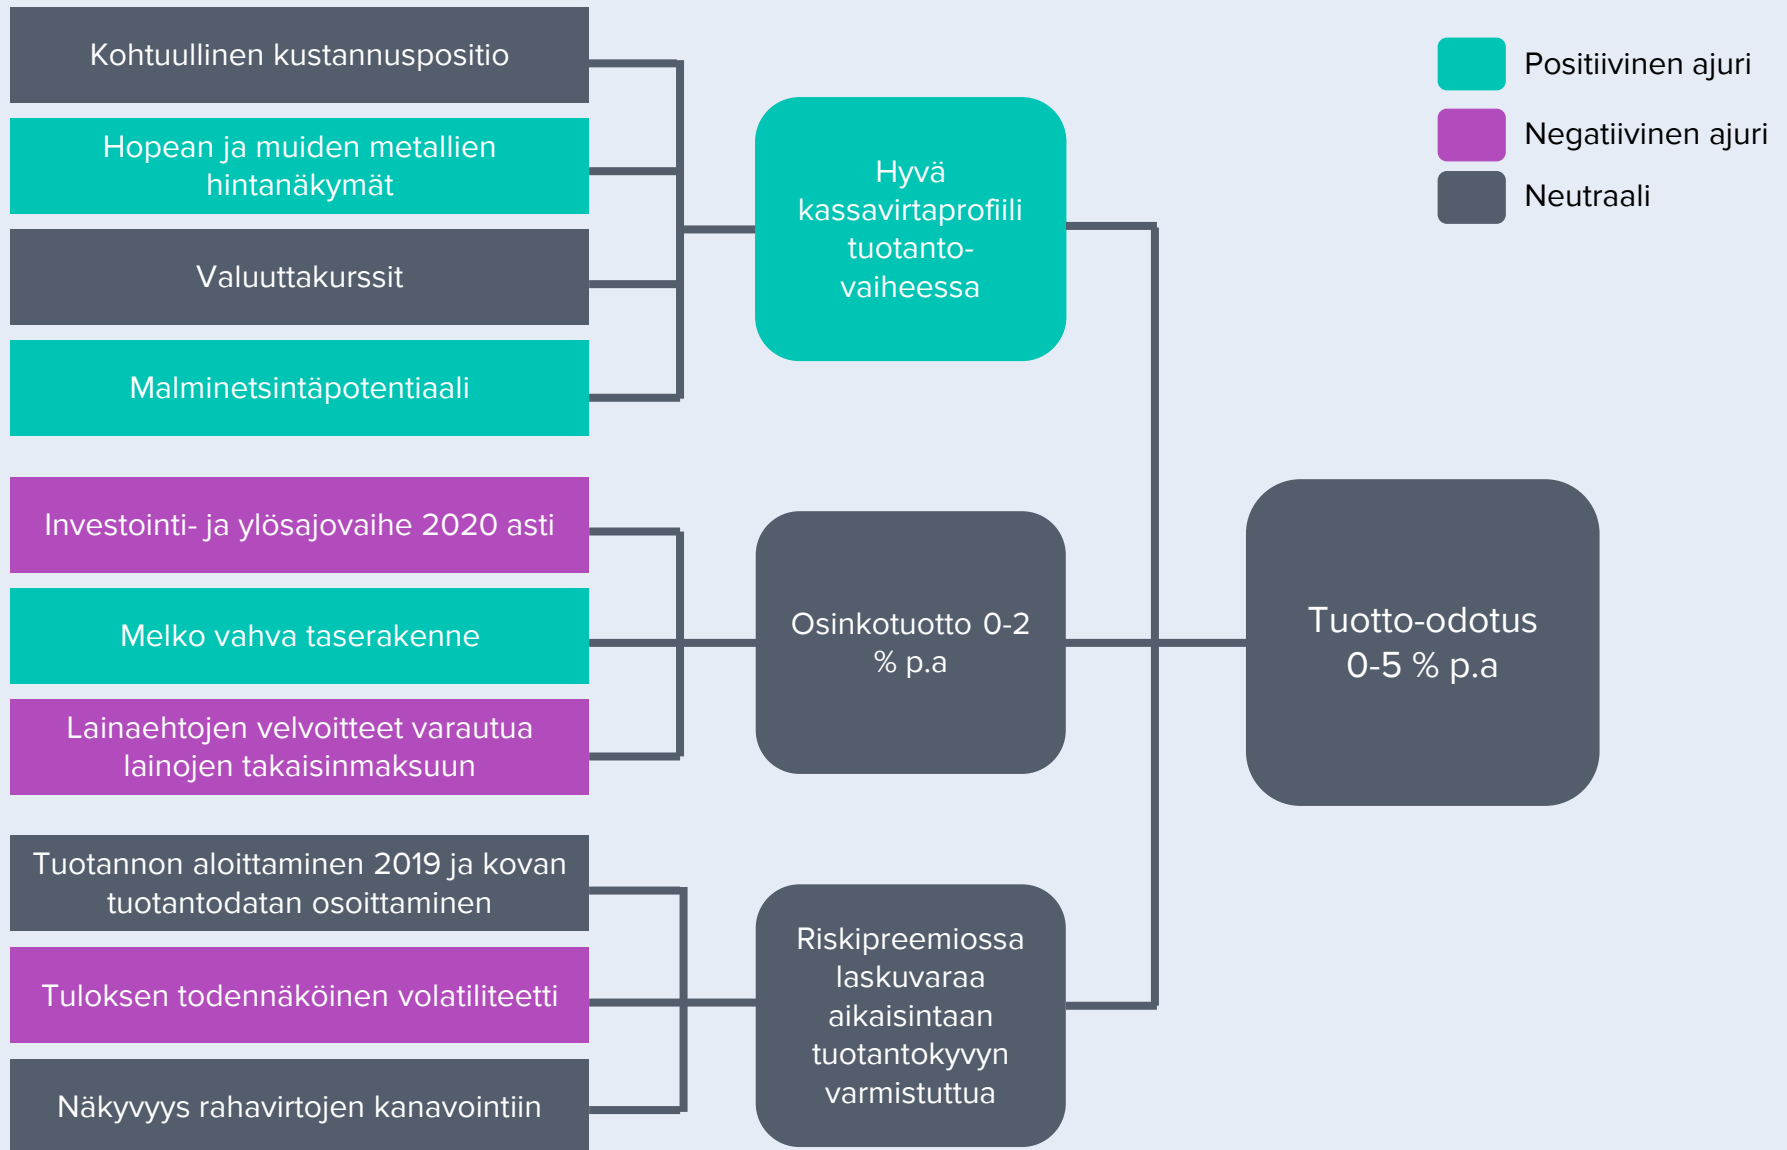 Kohtuullinen kustannuspositio
Hopean ja muiden metallien
hintanäkymät
Valuuttakurssit
Malminetsintäpotentiaali
Hyvä
kassavirtaprofiili
tuotanto-
vaiheessa
Investointi- ja ylösajovaihe 2020 asti
Melko vahva taserakenne
Lainaehtojen velvoitteet varautua
lainojen takaisinmaksuun
Osinkotuotto 0-2
% p.a
Tuotannon aloittaminen 2019 ja kovan
tuotantodatan osoittaminen
Tuloksen todennäköinen volatiliteetti
Näkyvyys rahavirtojen kanavointiin
Riskipreemiossa
laskuvaraa
aikaisintaan
tuotantokyvyn
varmistuttua
Tuotto-odotus
0-5 % p.a
Positiivinen ajuri
Negatiivinen ajuri
Neutraali